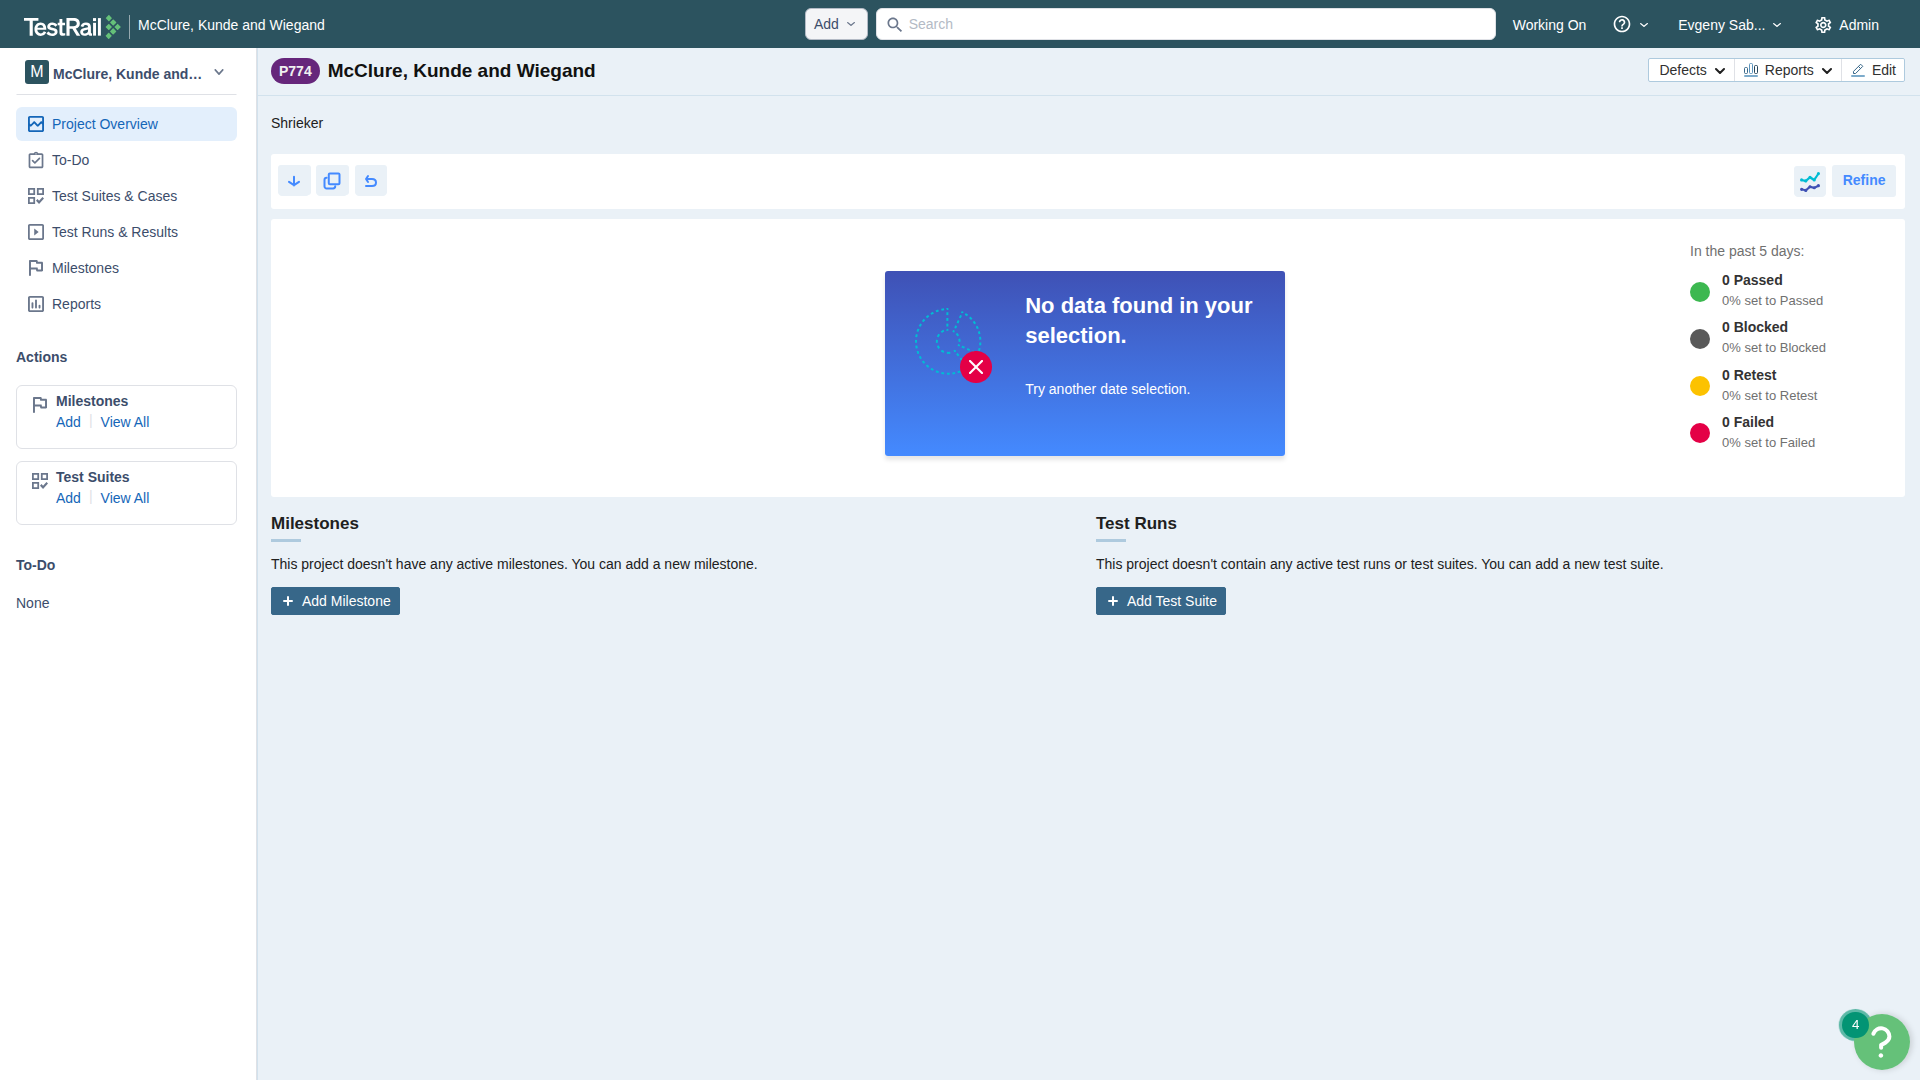 TestRail
McClure, Kunde and Wiegand
Add
Search
Working On
Evgeny Sab...
Admin
M
McClure, Kunde and...
Project Overview
To-Do
Test Suites & Cases
Test Runs & Results
Milestones
Reports
Actions
Milestones
Add
View All
Test Suites
Add
View All
To-Do
None
P774
McClure, Kunde and Wiegand
Defects
Reports
Edit
Shrieker
Refine
No data found in your
selection.
Try another date selection.
In the past 5 days:
0 Passed
0% set to Passed
0 Blocked
0% set to Blocked
0 Retest
0% set to Retest
0 Failed
0% set to Failed
Milestones
This project doesn't have any active milestones. You can add a new milestone.
Add Milestone
Test Runs
This project doesn't contain any active test runs or test suites. You can add a new test suite.
Add Test Suite
4